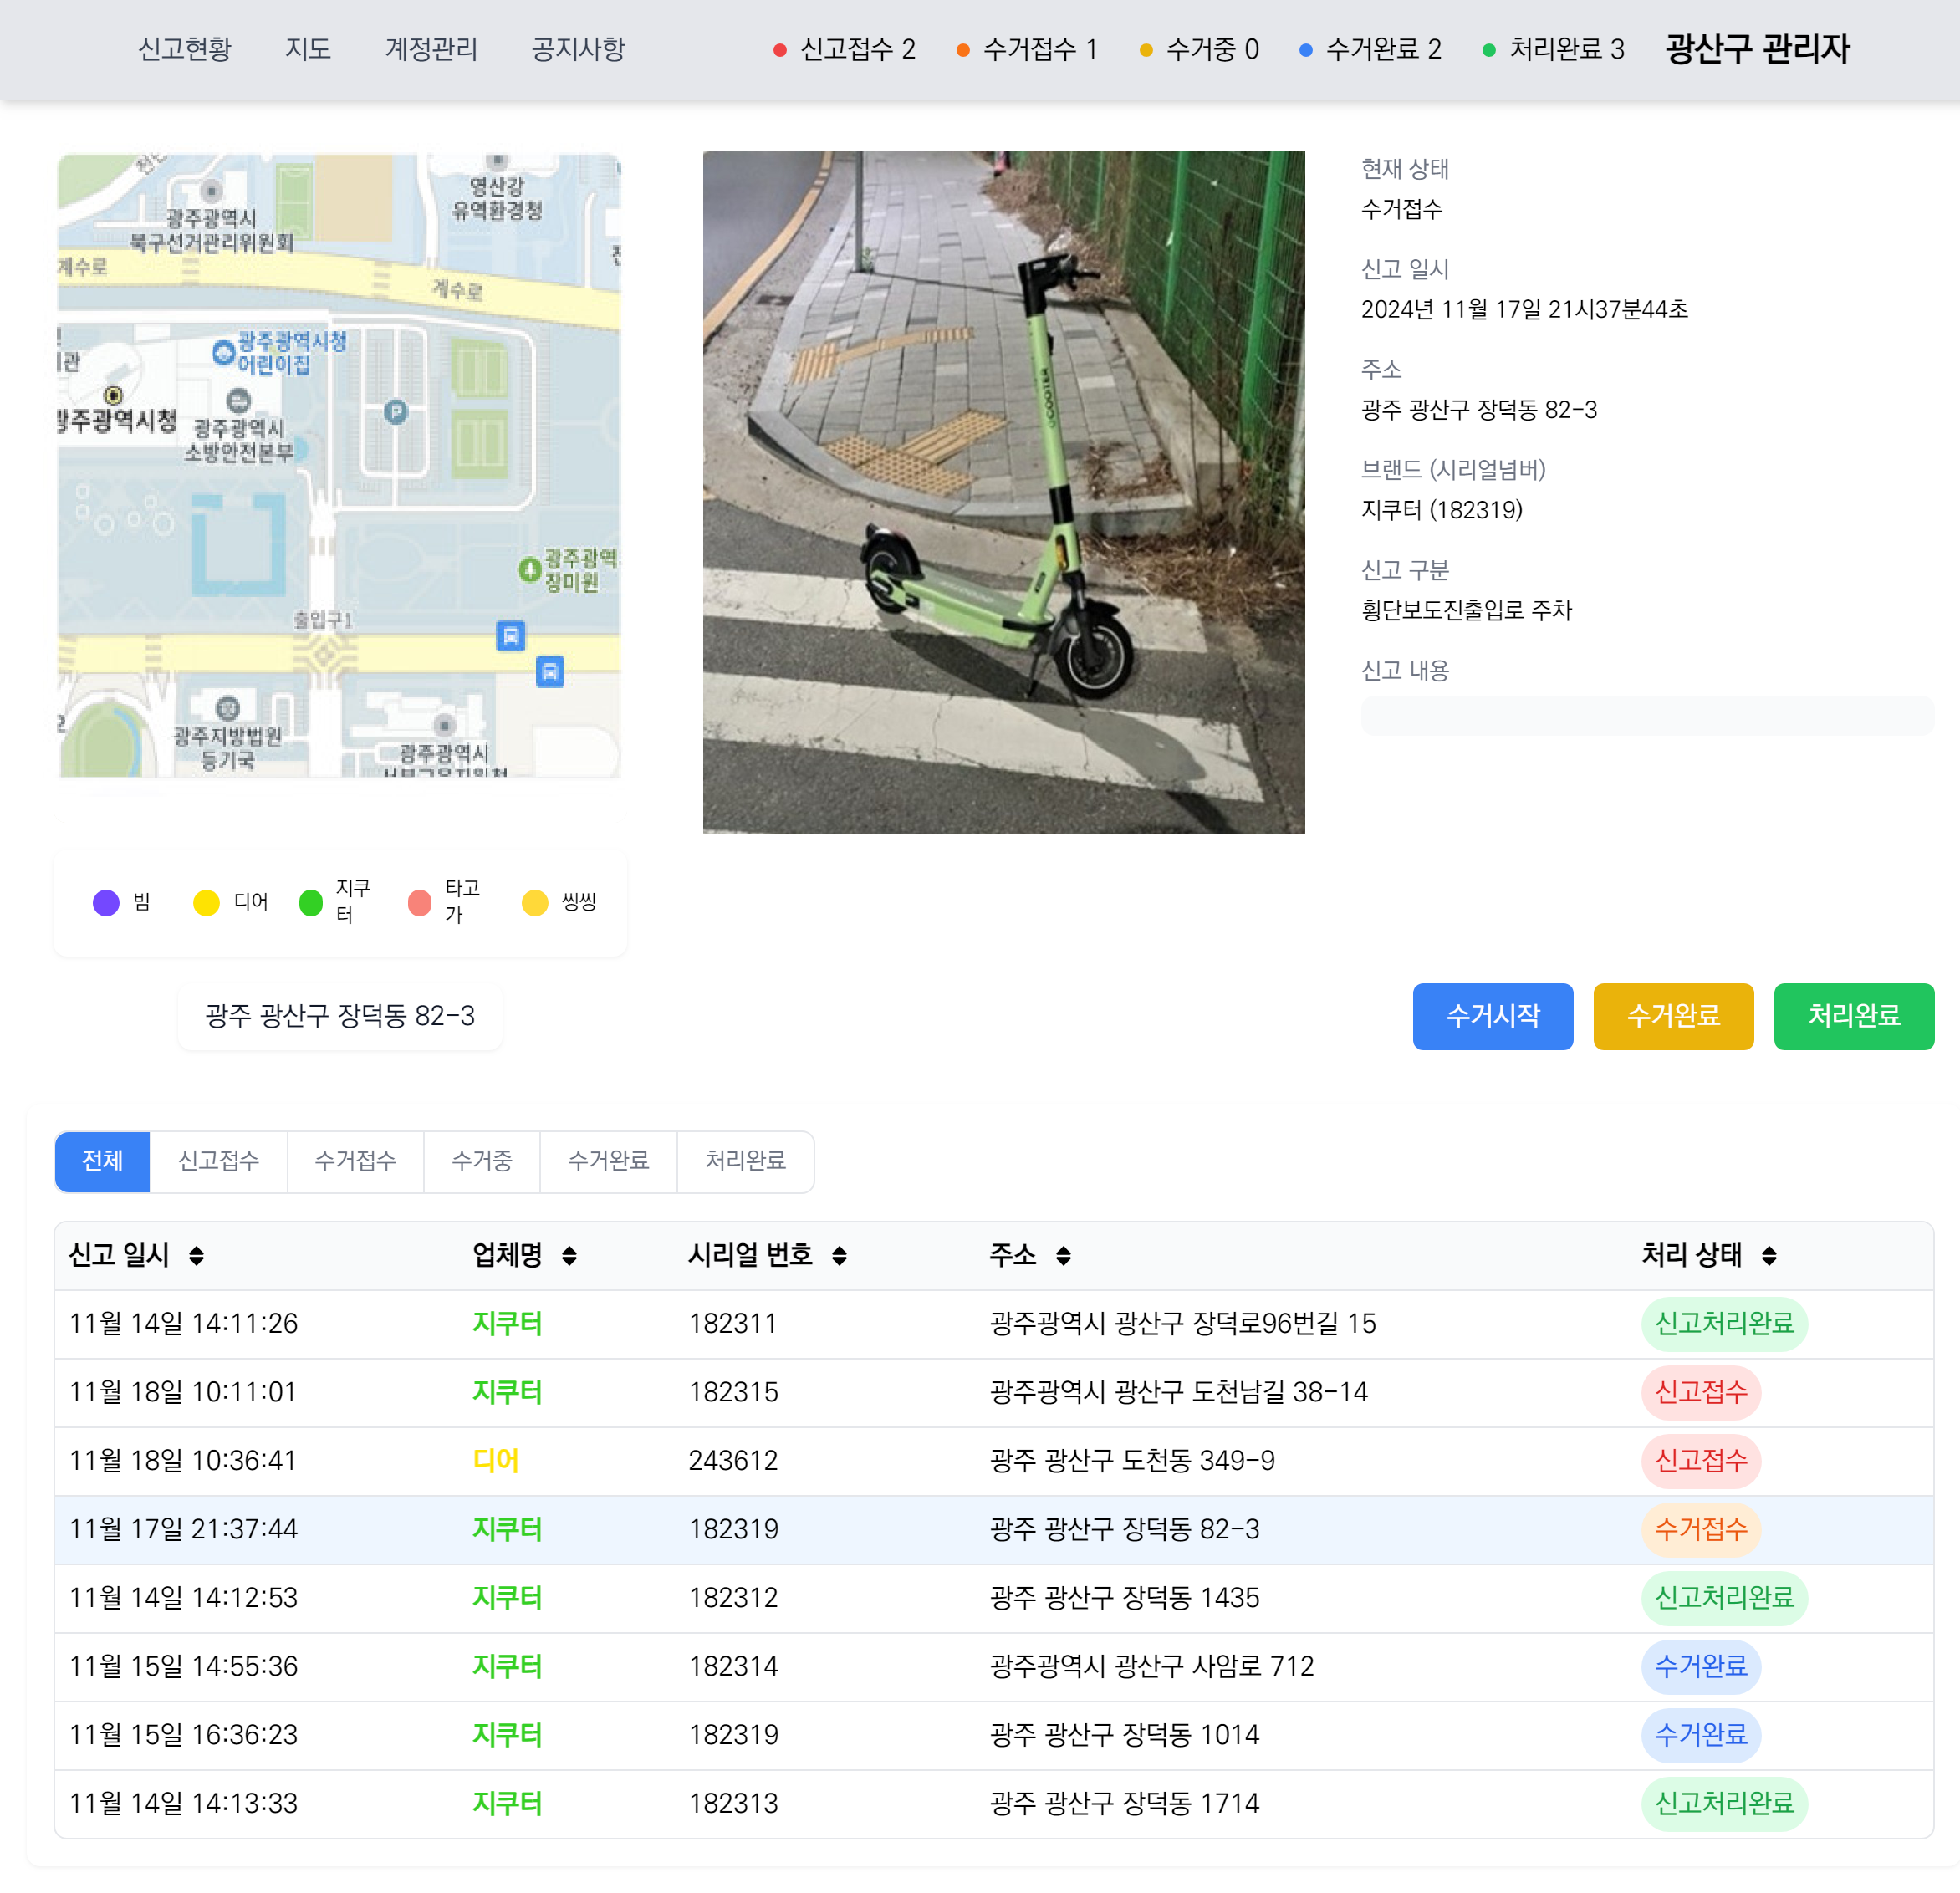 신고현황 지도 계정관리 공지사항 신고접수 2 수거접수 1 수거중 0 수거완료 2 처리완료 3 광산구 관리자
영산강
유역환경청
광주광역시
북구선거관리위원회
계수로
계수로
광주광역시청
어린이집
광주광역시청
광주광역시
소방안전본부
P
광주광역
장미원
출입구1
광주지방법원
등기국
광주광역시
현재 상태
수거접수
신고 일시
2024년 11월 17일 21시37분44초
주소
광주 광산구 장덕동 82-3
브랜드 (시리얼넘버)
지쿠터 (182319)
신고 구분
횡단보도진출입로 주차
신고 내용
빔 디어 지쿠터 타고가 씽씽
광주 광산구 장덕동 82-3
수거시작 수거완료 처리완료
전체 신고접수 수거접수 수거중 수거완료 처리완료
신고 일시 업체명 시리얼 번호 주소 처리 상태
11월 14일 14:11:26 지쿠터 182311 광주광역시 광산구 장덕로96번길 15 신고처리완료
11월 18일 10:11:01 지쿠터 182315 광주광역시 광산구 도천남길 38-14 신고접수
11월 18일 10:36:41 디어 243612 광주 광산구 도천동 349-9 신고접수
11월 17일 21:37:44 지쿠터 182319 광주 광산구 장덕동 82-3 수거접수
11월 14일 14:12:53 지쿠터 182312 광주 광산구 장덕동 1435 신고처리완료
11월 15일 14:55:36 지쿠터 182314 광주광역시 광산구 사암로 712 수거완료
11월 15일 16:36:23 지쿠터 182319 광주 광산구 장덕동 1014 수거완료
11월 14일 14:13:33 지쿠터 182313 광주 광산구 장덕동 1714 신고처리완료